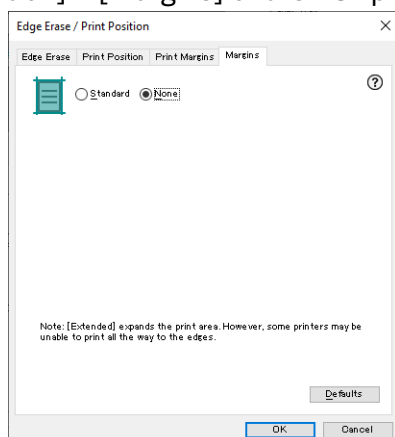 Edge Erase / Print Position
Edge Erase Print Position Print Margins Margins
Standard None
Note: [Extended] expands the print area. However, some printers may be
unable to print all the way to the edges.
Defaults
OK Cancel